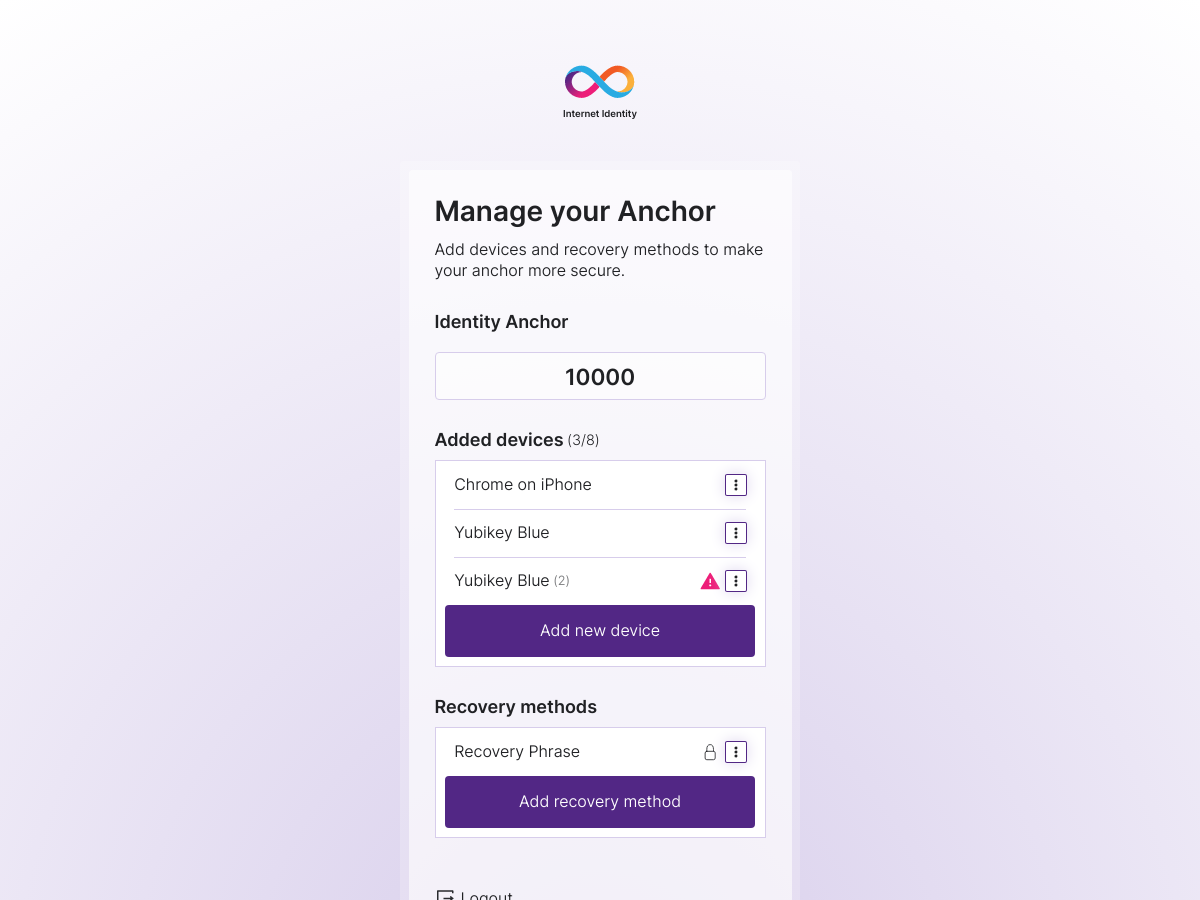 Internet Identity
Manage your Anchor
Add devices and recovery methods to make
your anchor more secure.
Identity Anchor
10000
Added devices (3/8)
Chrome on iPhone
Yubikey Blue
Yubikey Blue (2)
Add new device
Recovery methods
Recovery Phrase
Add recovery method
Logout